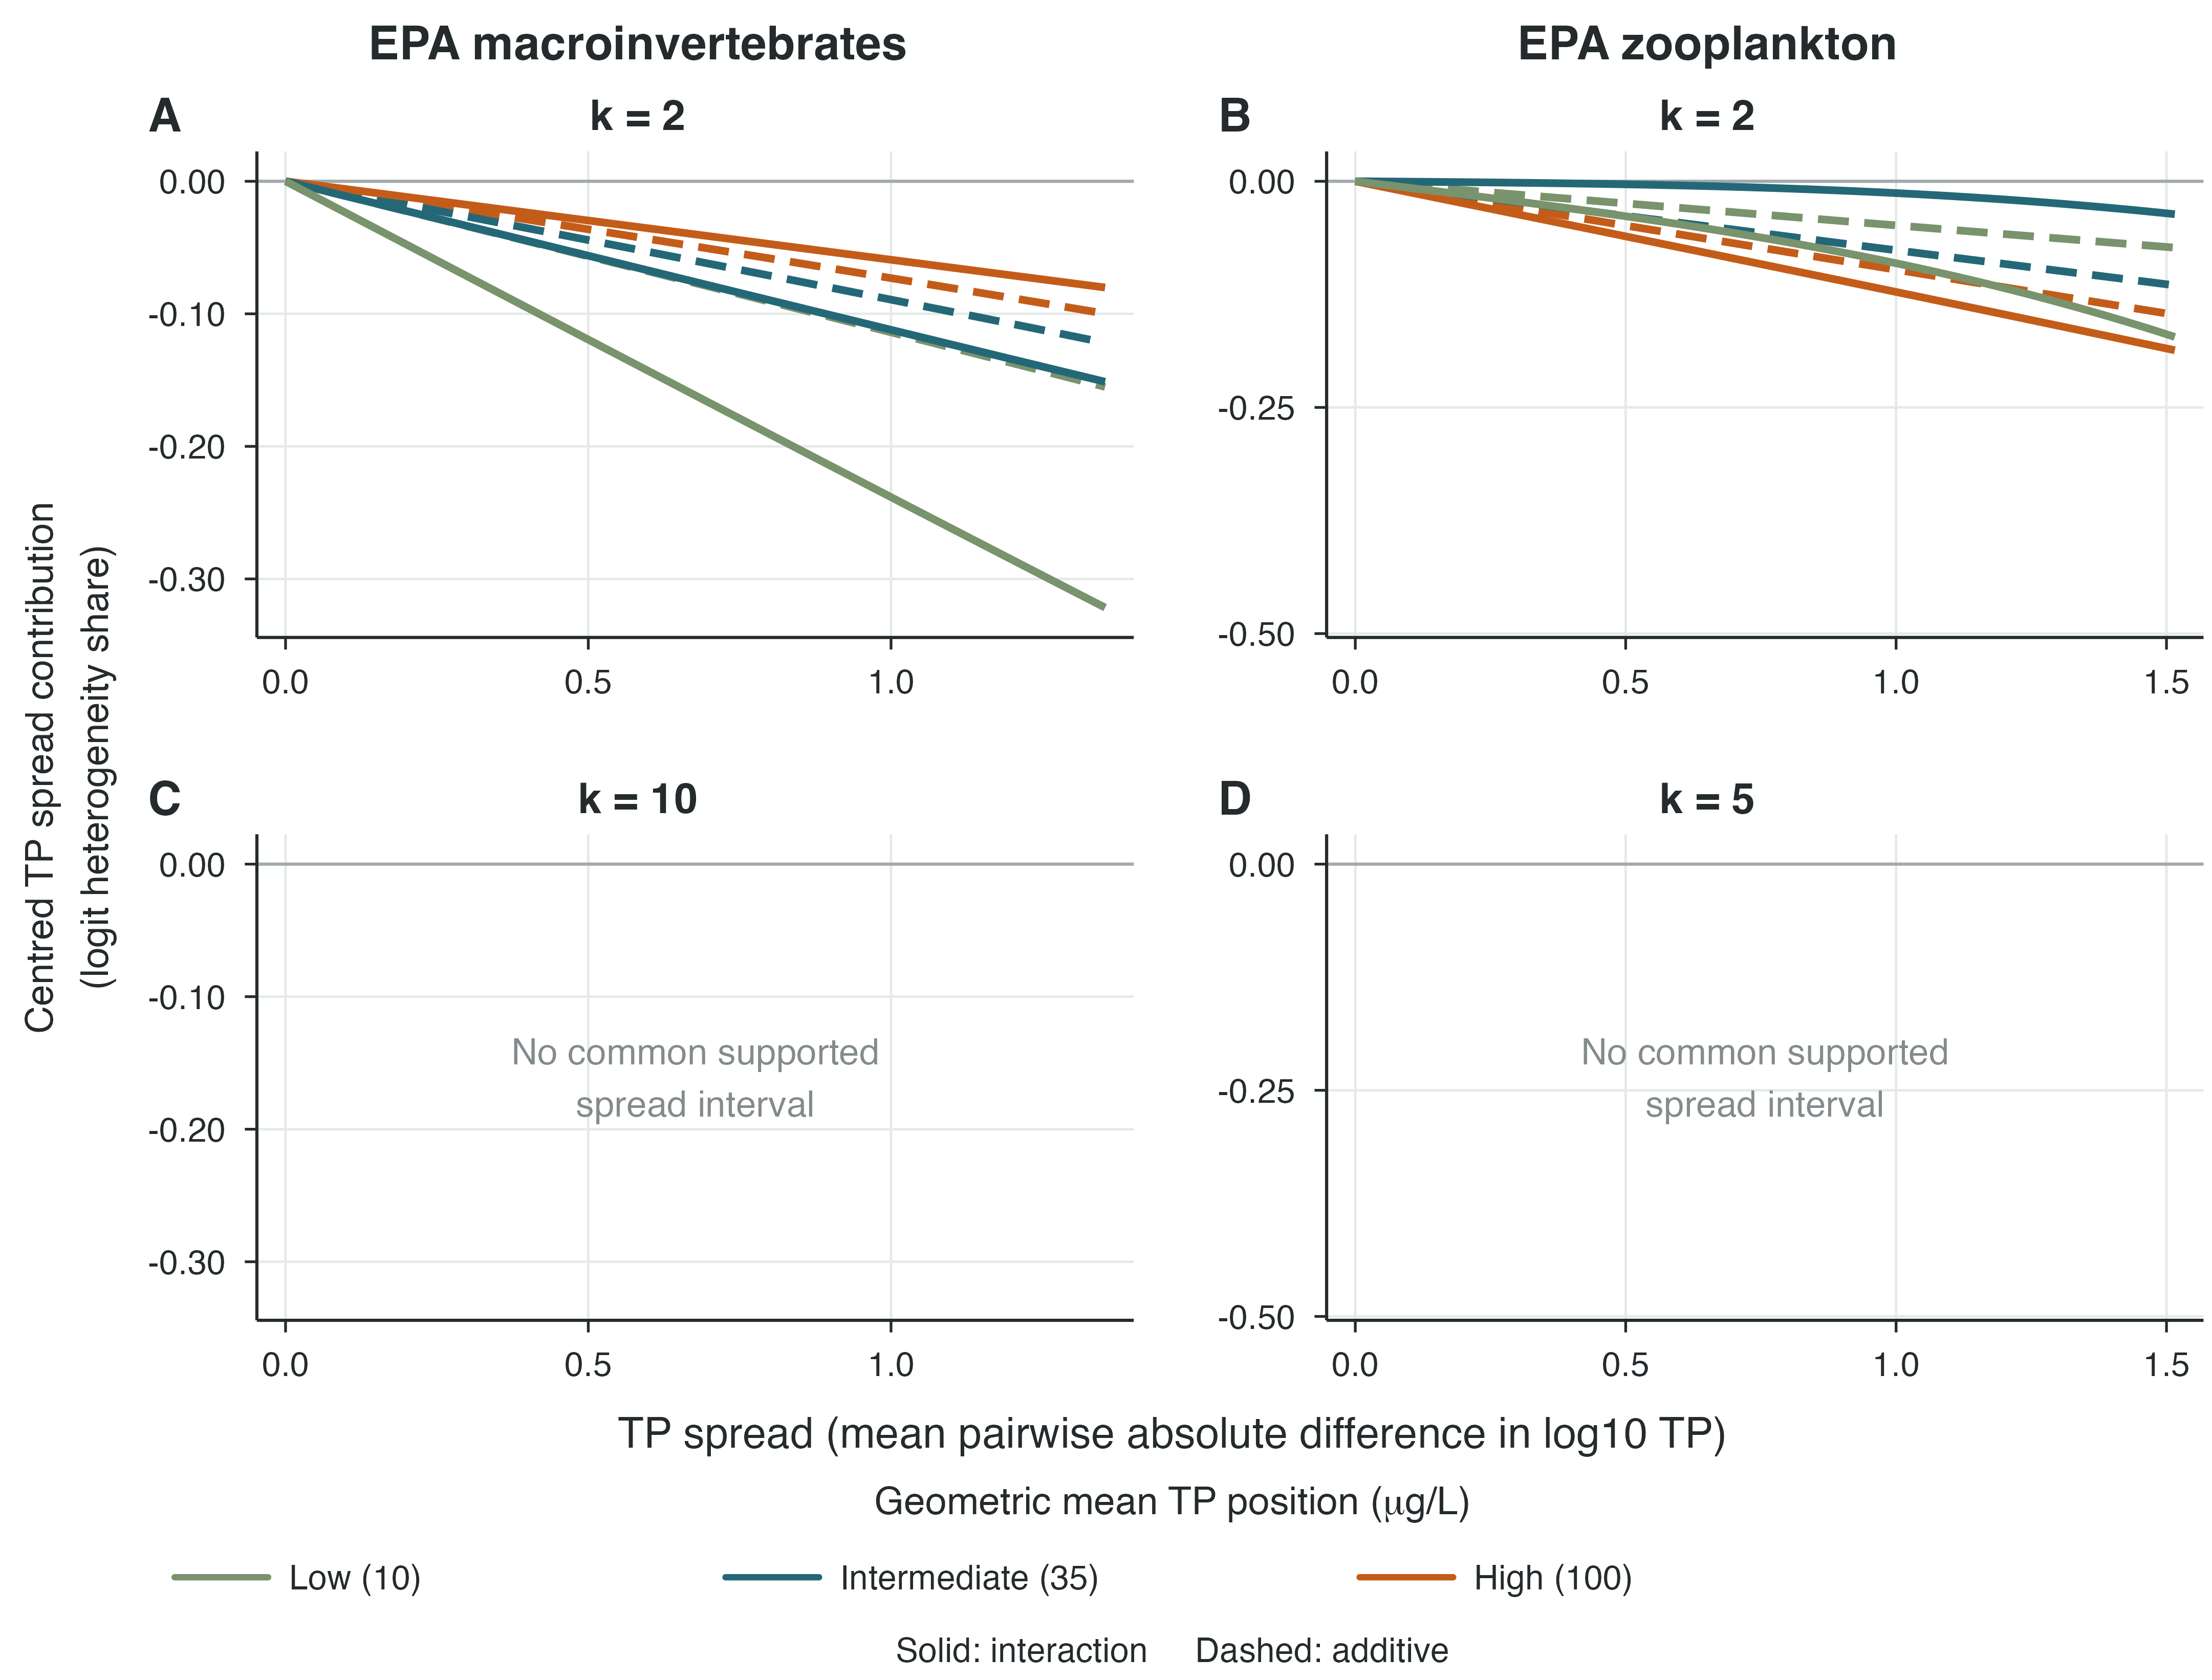 EPA macroinvertebrates
EPA zooplankton
A
k = 2
B
k = 2
0.00
-0.10
-0.20
-0.30
0.0
0.5
1.0
0.00
-0.25
-0.50
0.0
0.5
1.0
1.5
Centred TP spread contribution
(logit heterogeneity share)
C
k = 10
D
k = 5
0.00
-0.10
-0.20
-0.30
No common supported
spread interval
0.0
0.5
1.0
0.00
-0.25
-0.50
No common supported
spread interval
0.0
0.5
1.0
1.5
TP spread (mean pairwise absolute difference in log10 TP)
Geometric mean TP position (μg/L)
Low (10)
Intermediate (35)
High (100)
Solid: interaction Dashed: additive